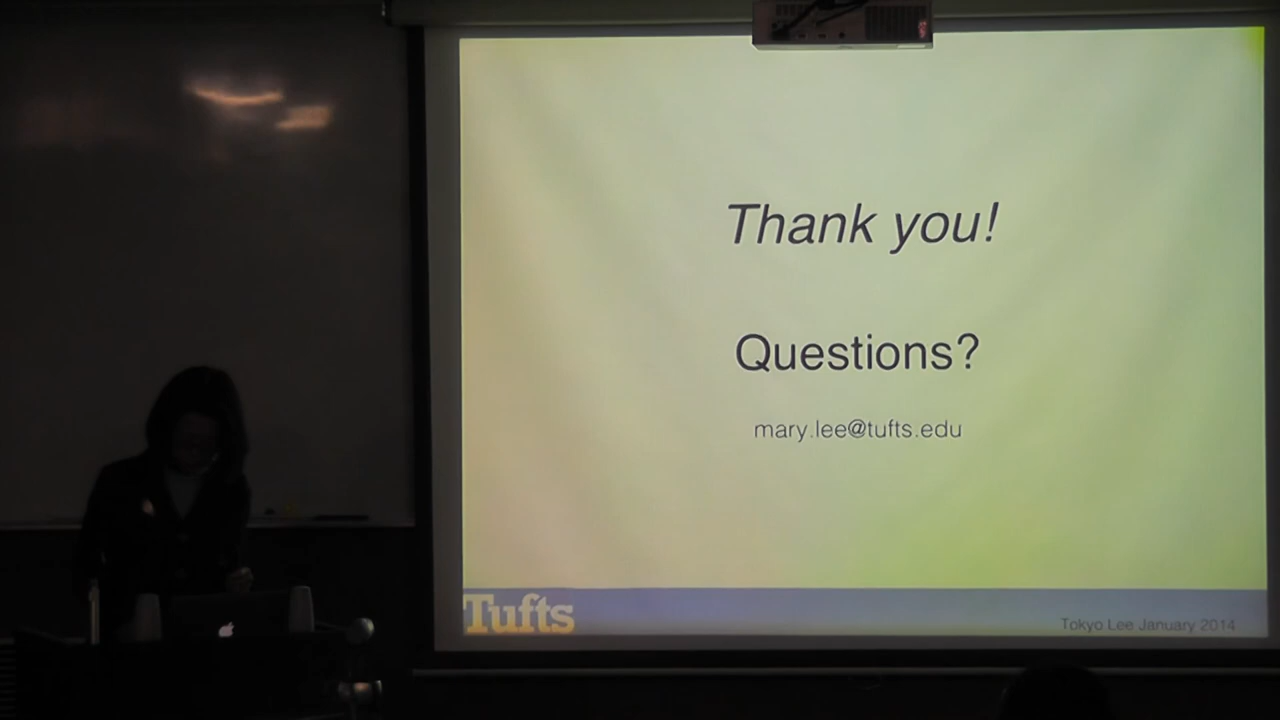 Thank you!
Questions?
mary.lee@tufts.edu
Tufts
Tokyo Lee January 2014